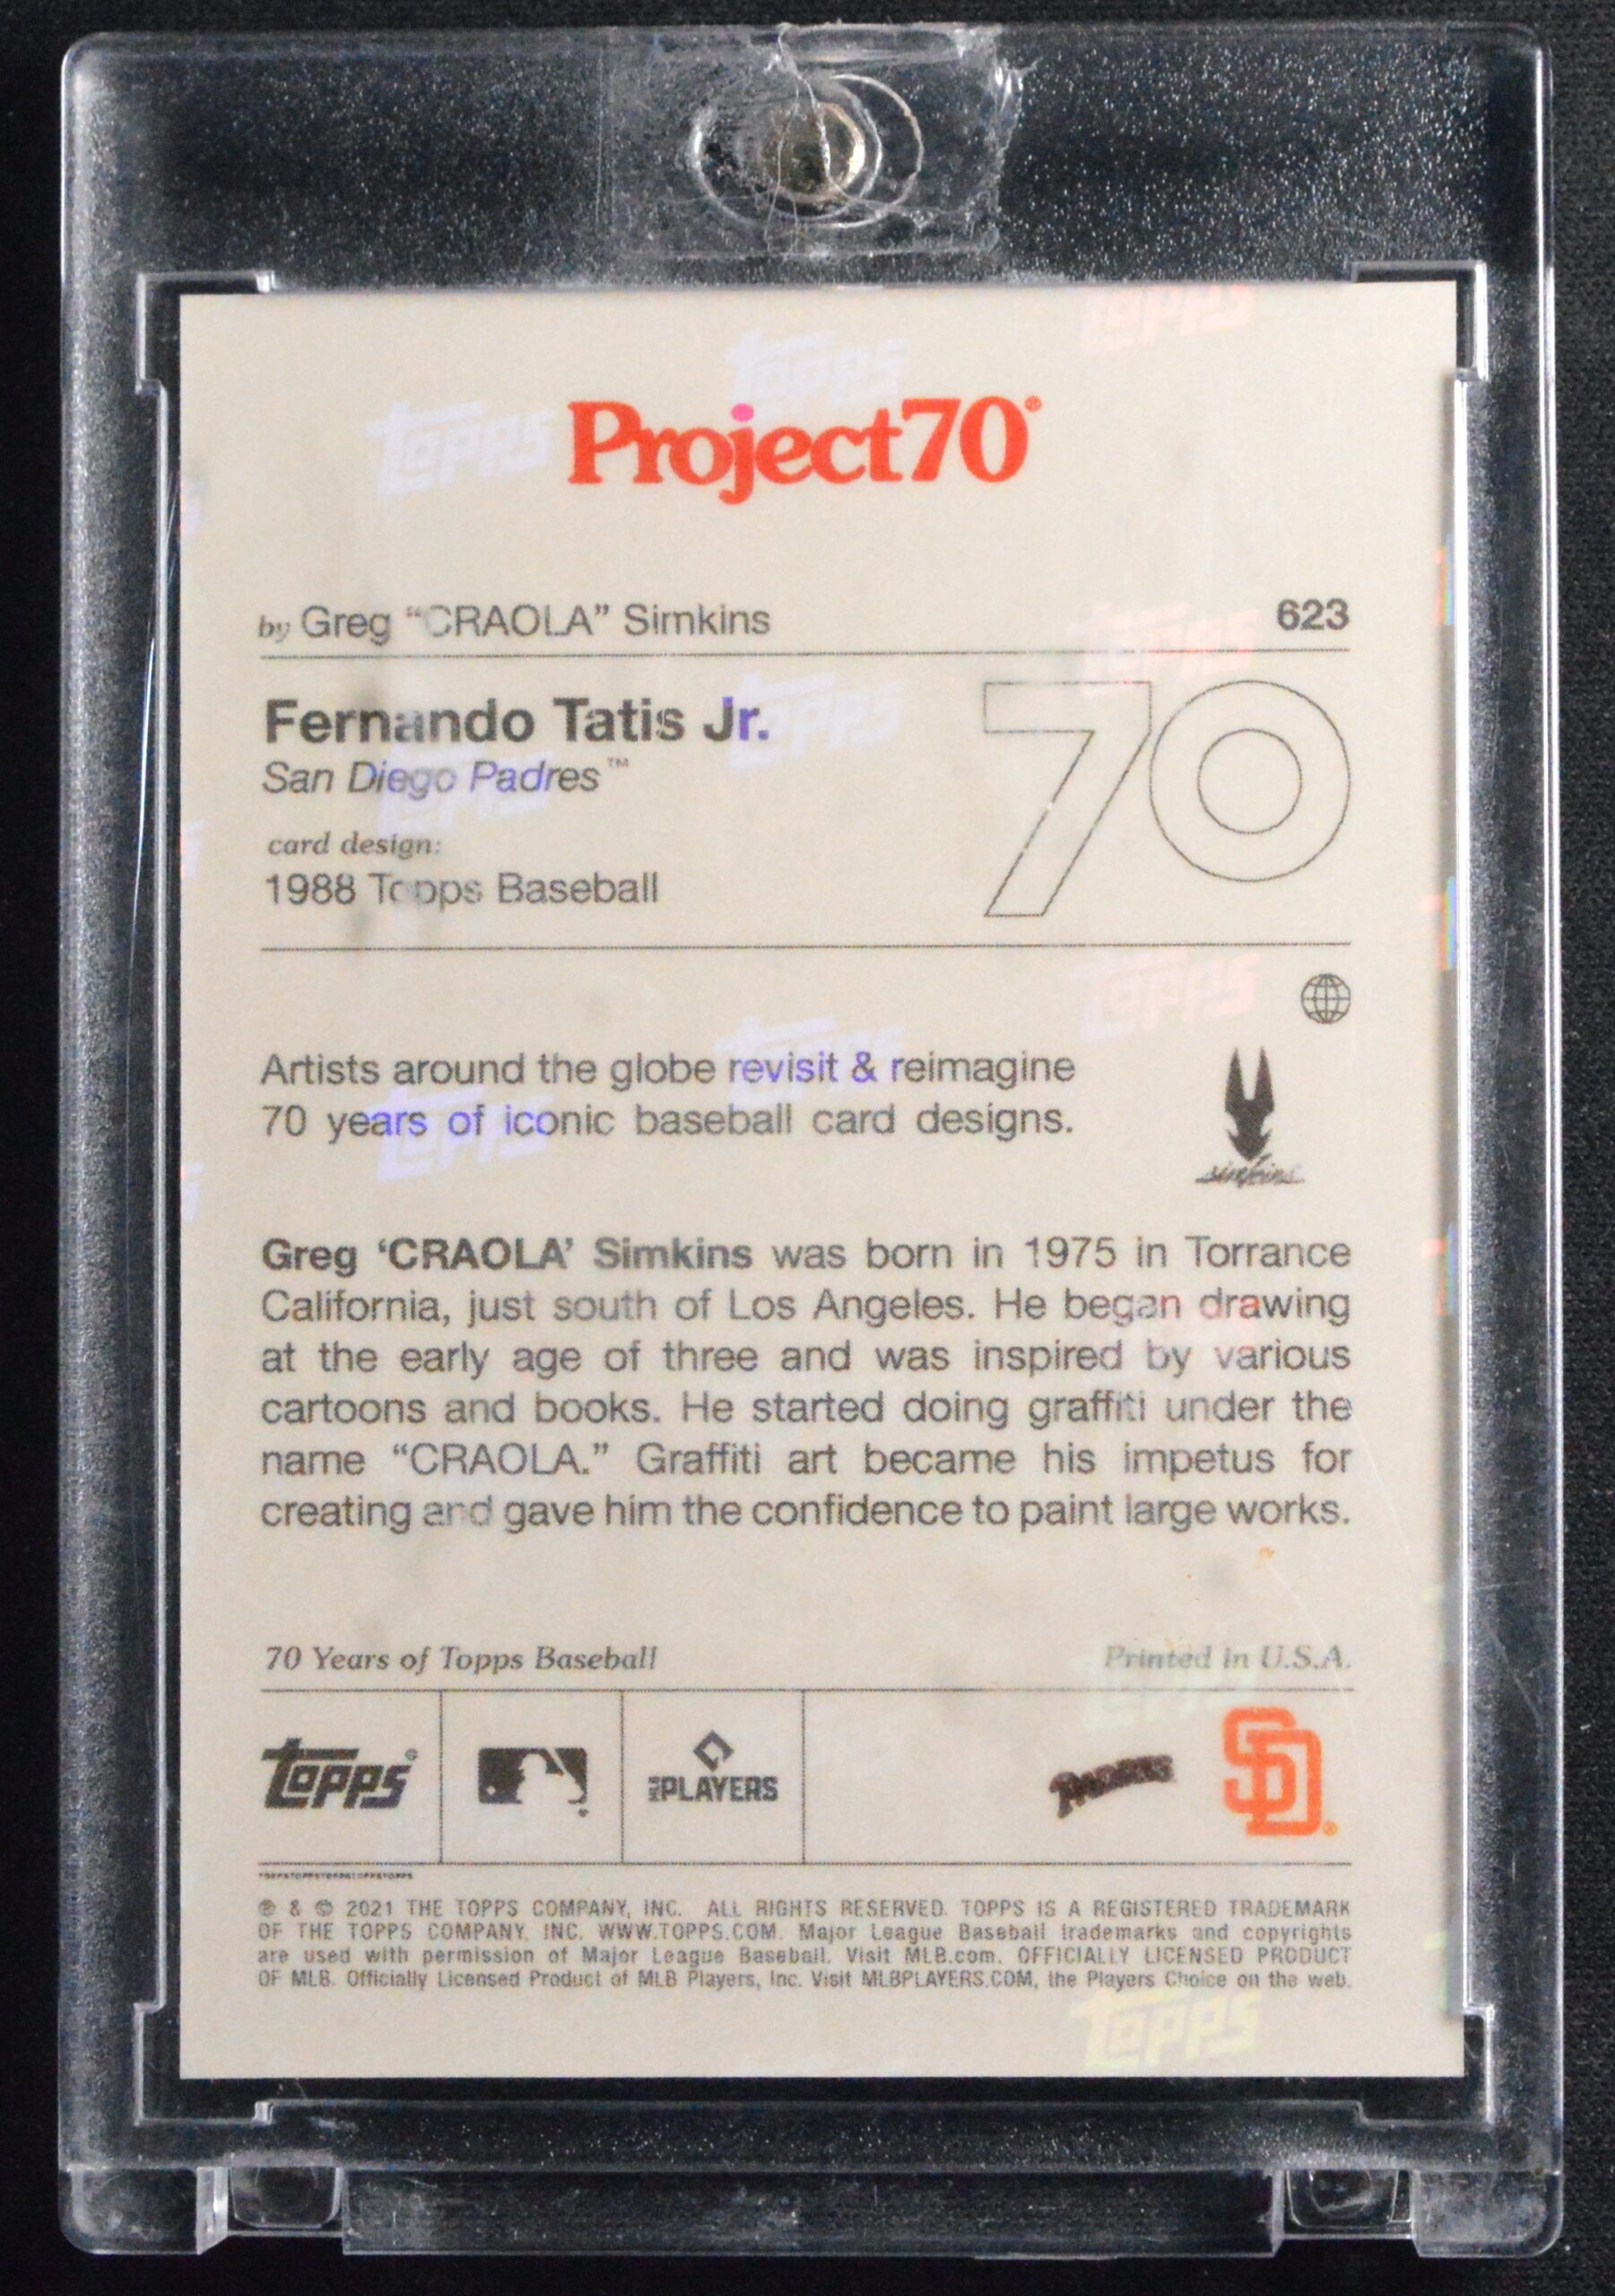 Project70®
by Greg “CRAOLA” Simkins
623
Fernando Tatis Jr.
San Diego Padres™
70
card design:
1988 Topps Baseball
Artists around the globe revisit & reimagine
70 years of iconic baseball card designs.
simkins
Greg ‘CRAOLA’ Simkins was born in 1975 in Torrance
California, just south of Los Angeles. He began drawing
at the early age of three and was inspired by various
cartoons and books. He started doing graffiti under the
name “CRAOLA.” Graffiti art became his impetus for
creating and gave him the confidence to paint large works.
70 Years of Topps Baseball
Printed in U.S.A.
Topps®
PLAYERS
PADRES
SD®
® & © 2021 THE TOPPS COMPANY, INC. ALL RIGHTS RESERVED. TOPPS IS A REGISTERED TRADEMARK
OF THE TOPPS COMPANY, INC. WWW.TOPPS.COM. Major League Baseball trademarks and copyrights
are used with permission of Major League Baseball. Visit MLB.com. OFFICIALLY LICENSED PRODUCT
OF MLB. Officially Licensed Product of MLB Players, Inc. Visit MLBPLAYERS.COM, the Players Choice on the web.